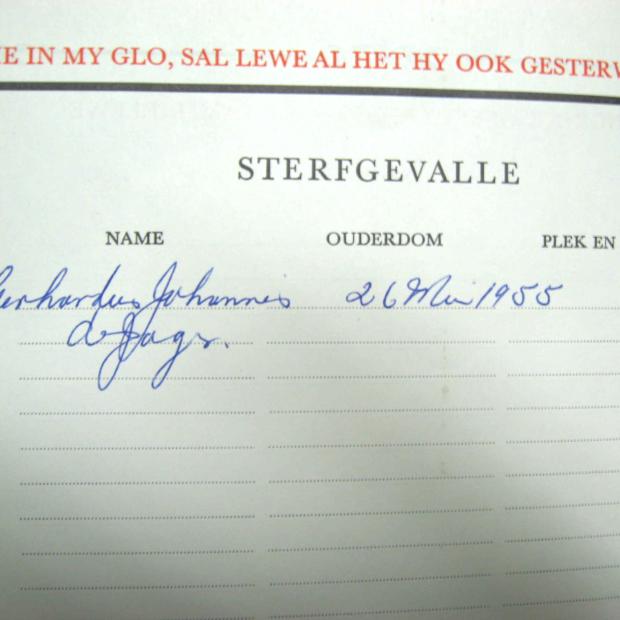 IN MY GLO, SAL LEWE AL HET HY OOK
STERFGEVALLE
NAME OUDERDOM PLEK EN
Gerhardus Johannes 26 Mei 1955
de Jager.